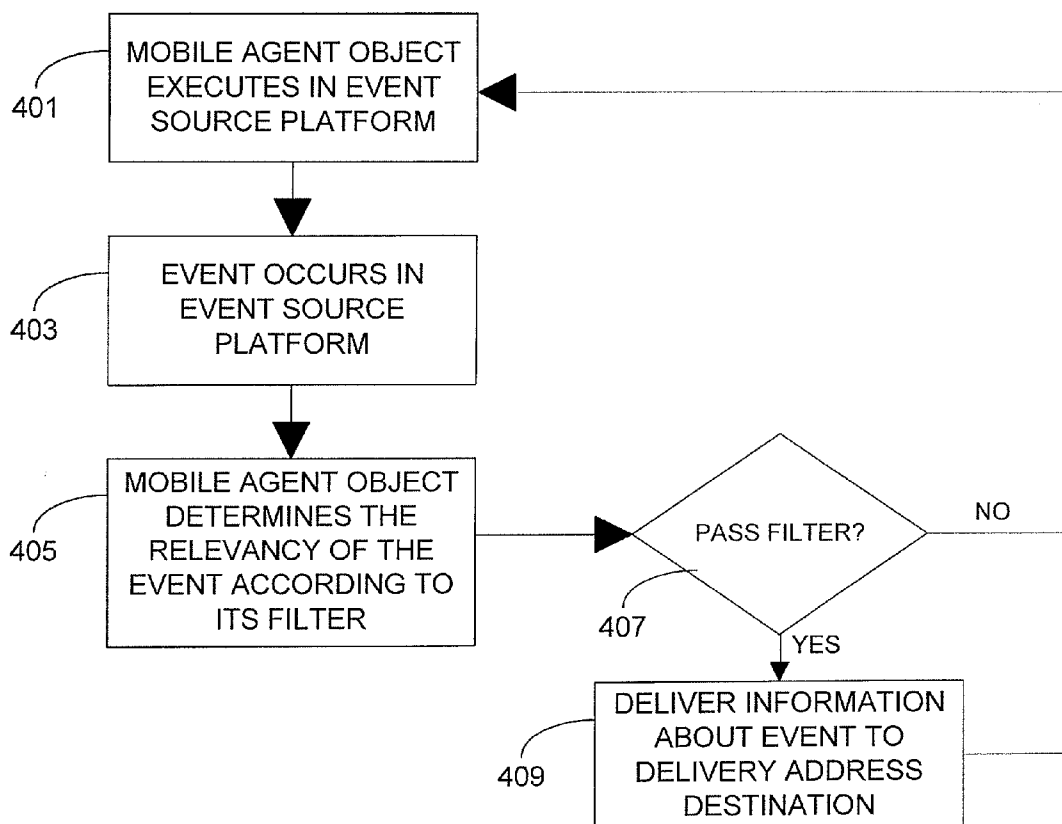 MOBILE AGENT OBJECT
EXECUTES IN EVENT
SOURCE PLATFORM
401
EVENT OCCURS IN
EVENT SOURCE
PLATFORM
403
MOBILE AGENT OBJECT
DETERMINES THE
RELEVANCY OF THE
EVENT ACCORDING TO
ITS FILTER
405
PASS FILTER?
NO
407
YES
DELIVER INFORMATION
ABOUT EVENT TO
DELIVERY ADDRESS
DESTINATION
409